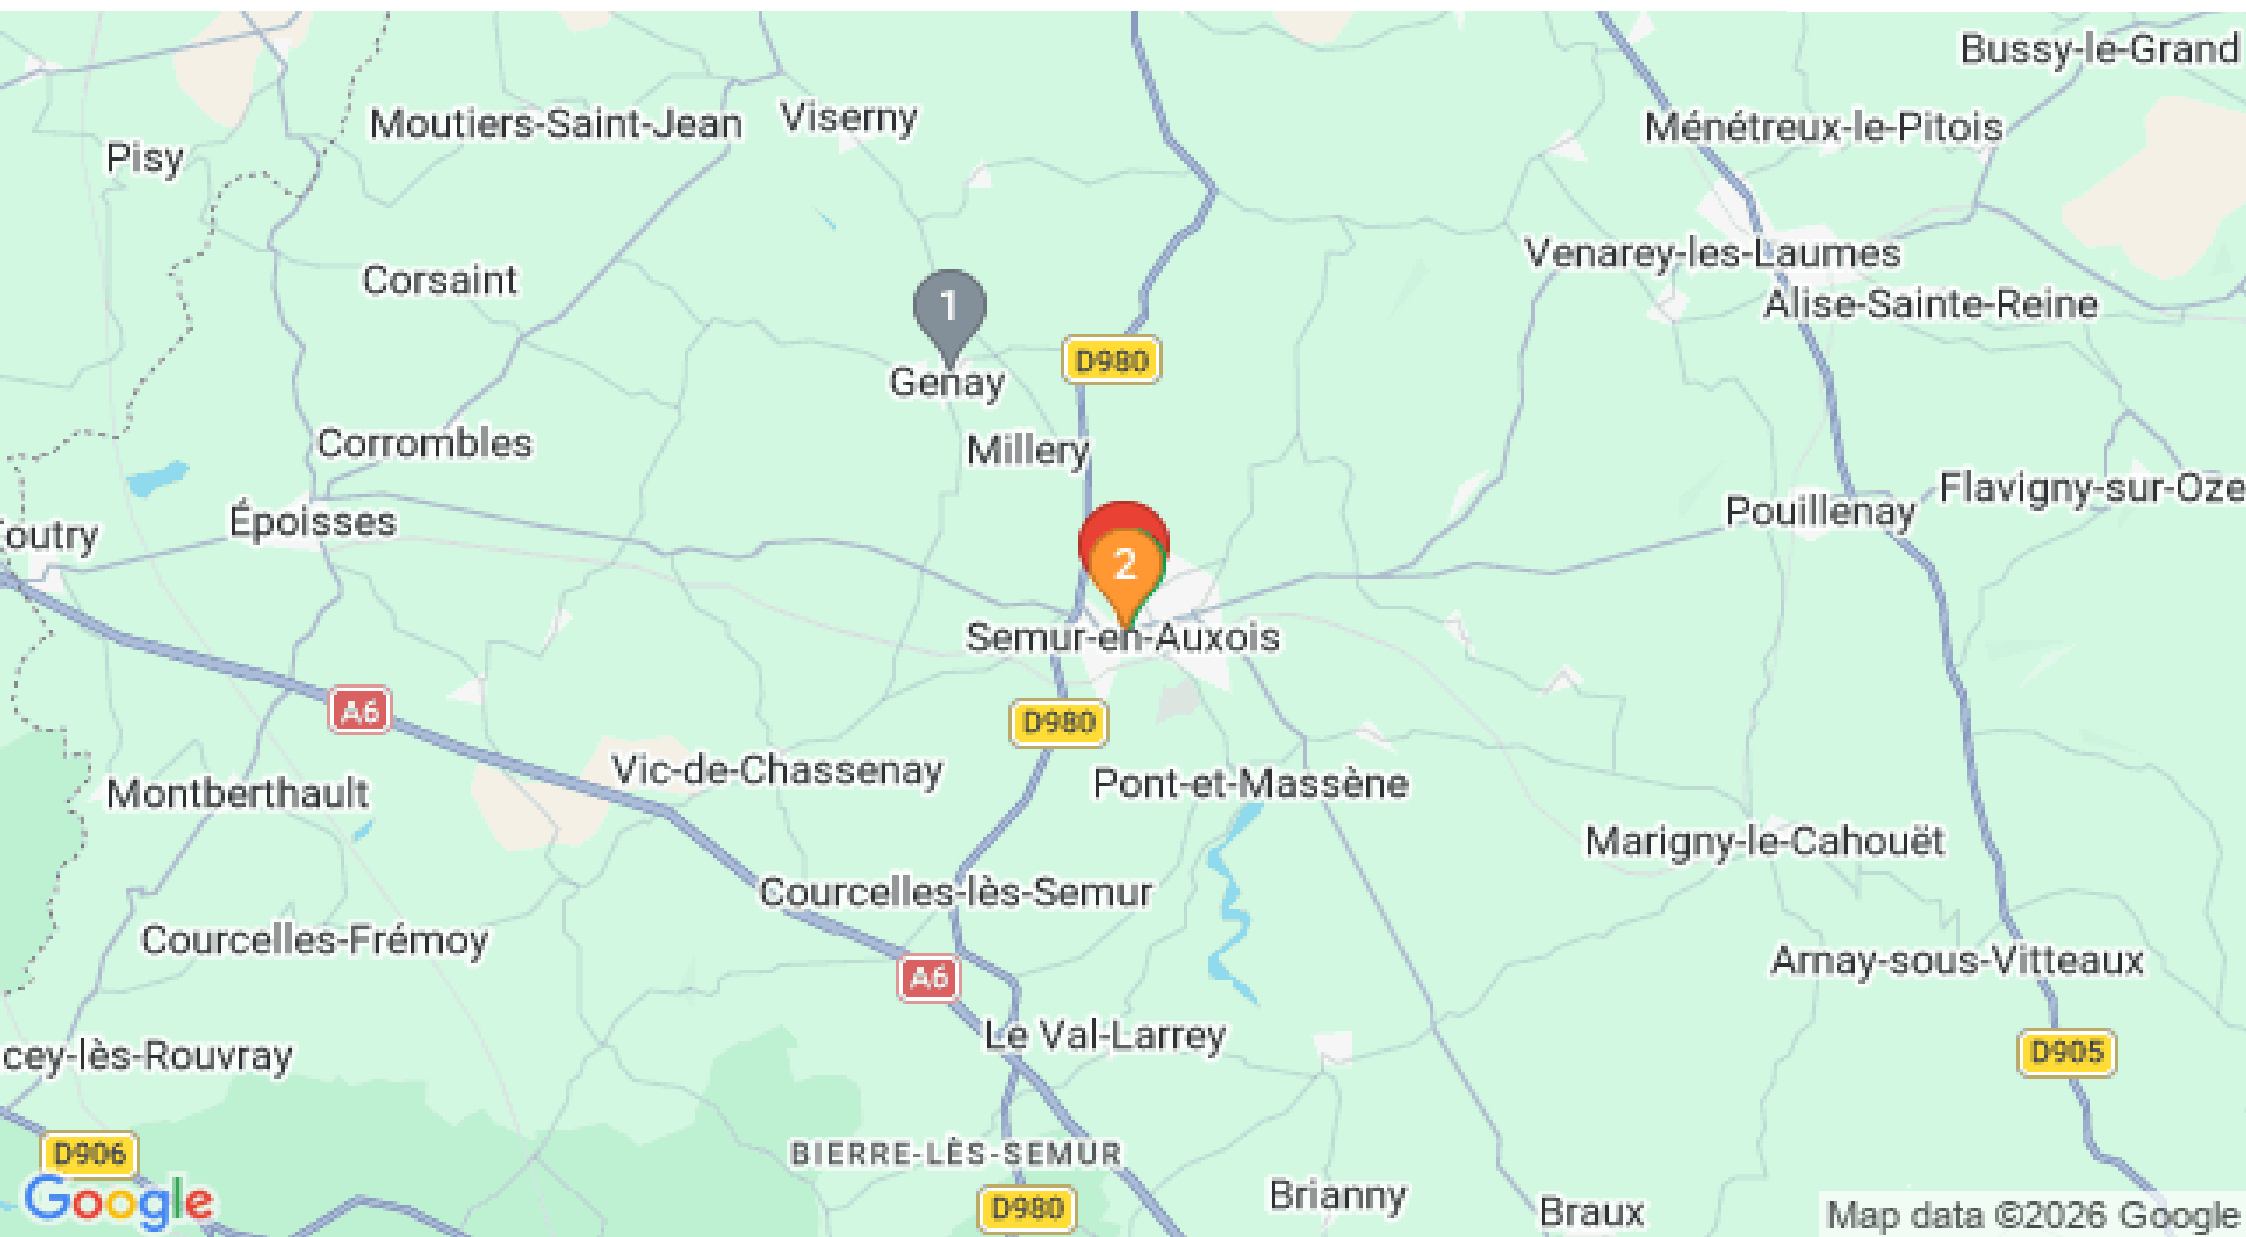 Bussy-le-Grand
Moutiers-Saint-Jean
Viserny
Ménétreux-le-Pitois
Pisy
Venarey-les-Laumes
Corsaint
Alise-Sainte-Reine
1
D980
Genay
Corrombles
Millery
Flavigny-sur-Oze
Pouillenay
Époisses
outry
2
Semur-en-Auxois
A6
D980
Vic-de-Chassenay
Pont-et-Massène
Montberthault
Marigny-le-Cahouët
Courcelles-lès-Semur
Courcelles-Frémoy
Arnay-sous-Vitteaux
A6
Le Val-Larrey
cey-lès-Rouvray
D905
D906
BIERRE-LÈS-SEMUR
Brianny
Google
D980
Braux
Map data ©2026 Google